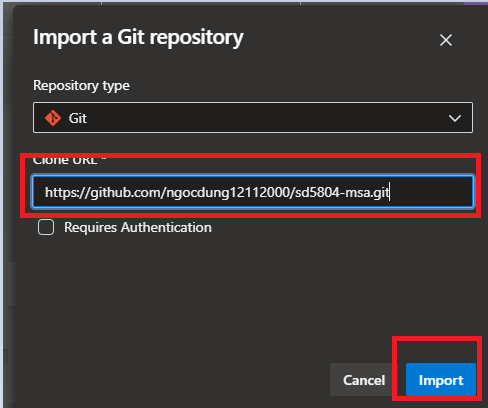 Import a Git repository
Repository type
Git
Clone URL *
https://github.com/ngocdung12112000/sd5804-msa.git
Requires Authentication
Cancel
Import